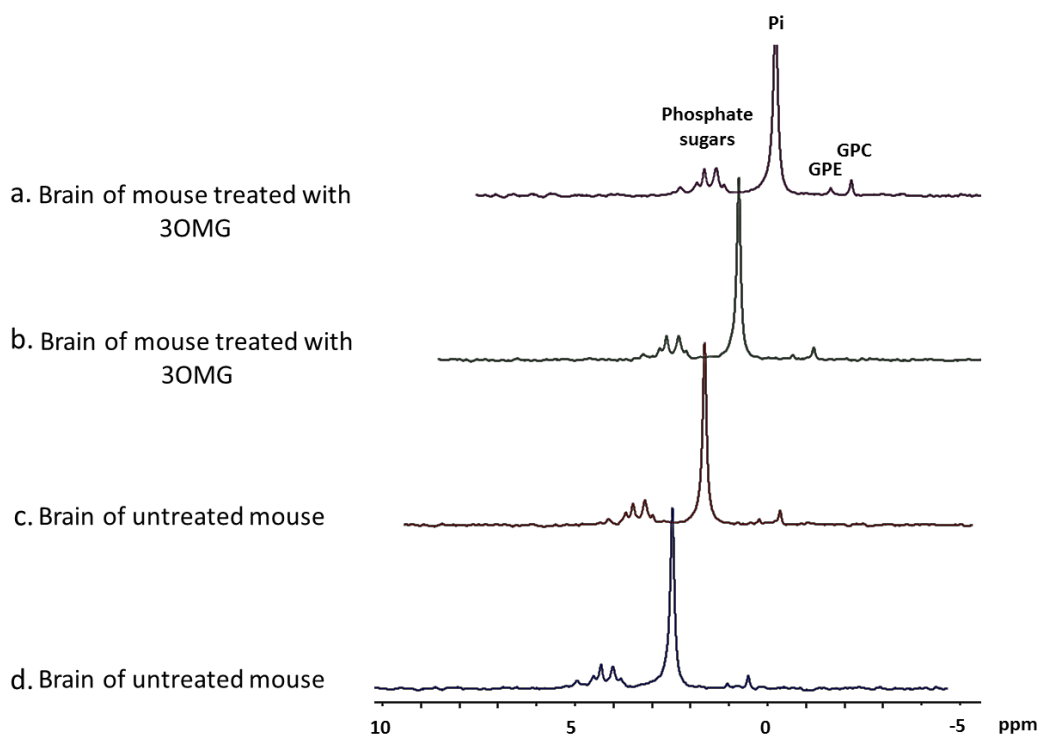 Pi
Phosphate
sugars
GPC
GPE
a. Brain of mouse treated with
3OMG
b. Brain of mouse treated with
3OMG
c. Brain of untreated mouse
d. Brain of untreated mouse
10 5 0 -5 ppm